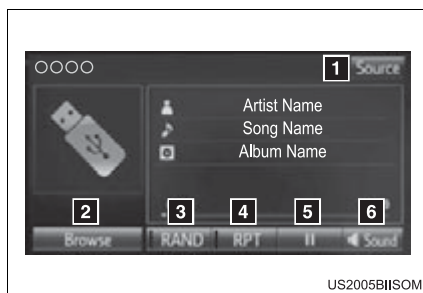 ○○○○
1 Source
Artist Name
Song Name
Album Name
2 3 4 5 6
Browse RAND RPT II Sound
US2005BIISOM